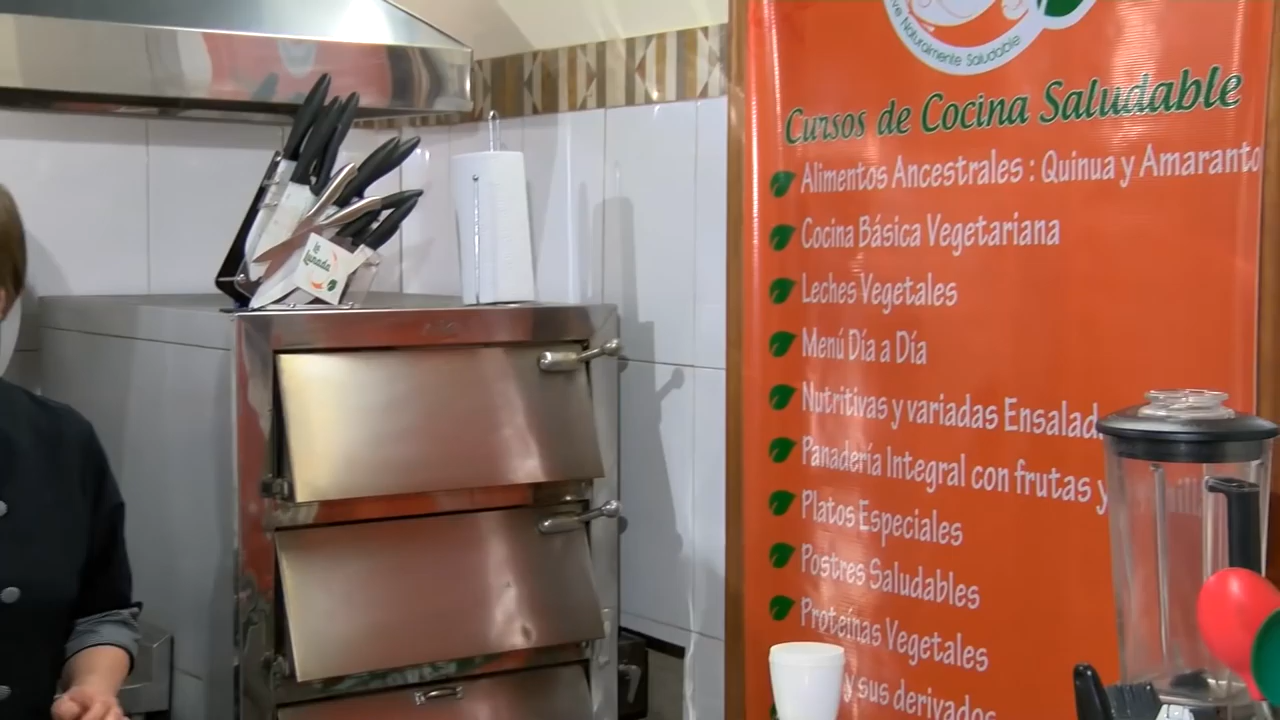 Naturalmente Saludable
Cursos de Cocina Saludable
Alimentos Ancestrales : Quinua y Amaranto
Cocina Básica Vegetariana
Leches Vegetales
Menú Día a Día
Nutritivas y variadas Ensalad
Panadería Integral con frutas y
Platos Especiales
Postres Saludables
Proteínas Vegetales
y sus derivados